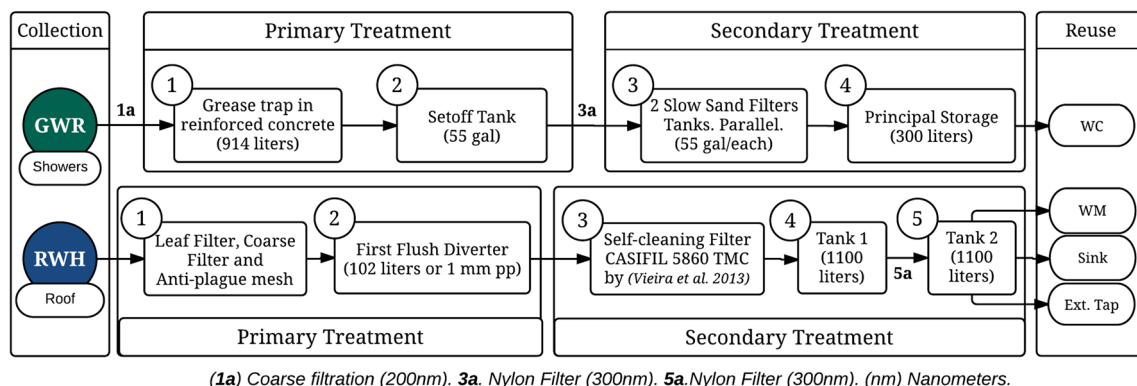 Collection
Primary Treatment
Secondary Treatment
Reuse
GWR
Showers
1a
1
Grease trap in
reinforced concrete
(914 liters)
2
Setoff Tank
(55 gal)
3a
3
2 Slow Sand Filters
Tanks. Parallel.
(55 gal/each)
4
Principal Storage
(300 liters)
WC
RWH
Roof
1
Leaf Filter, Coarse
Filter and
Anti-plague mesh
2
First Flush Diverter
(102 liters or 1 mm pp)
3
Self-cleaning Filter
CASIFIL 5860 TMC
by (Vieira et al. 2013)
4
Tank 1
(1100
liters)
5a
5
Tank 2
(1100
liters)
WM
Sink
Ext. Tap
Primary Treatment
Secondary Treatment
(1a) Coarse filtration (200nm). 3a. Nylon Filter (300nm). 5a.Nylon Filter (300nm). (nm) Nanometers.